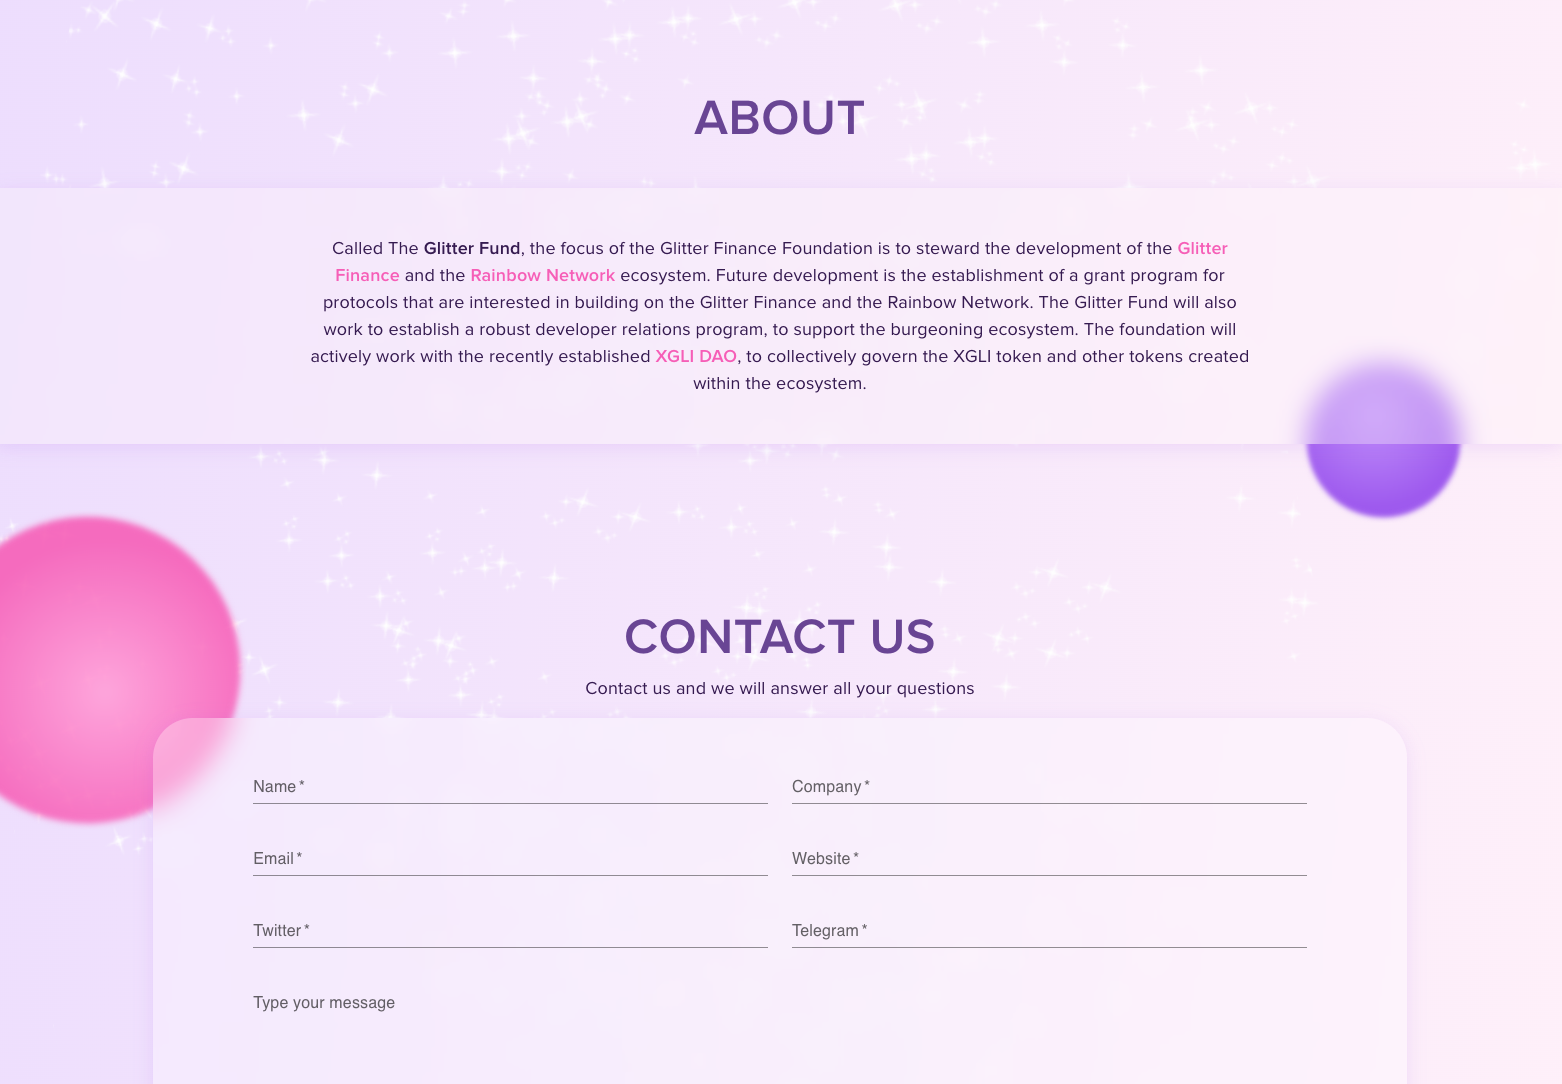 ABOUT
Called The Glitter Fund, the focus of the Glitter Finance Foundation is to steward the development of the Glitter
Finance and the Rainbow Network ecosystem. Future development is the establishment of a grant program for
protocols that are interested in building on the Glitter Finance and the Rainbow Network. The Glitter Fund will also
work to establish a robust developer relations program, to support the burgeoning ecosystem. The foundation will
actively work with the recently established XGLI DAO, to collectively govern the XGLI token and other tokens created
within the ecosystem.
CONTACT US
Contact us and we will answer all your questions
Name *
Company *
Email *
Website *
Twitter *
Telegram *
Type your message